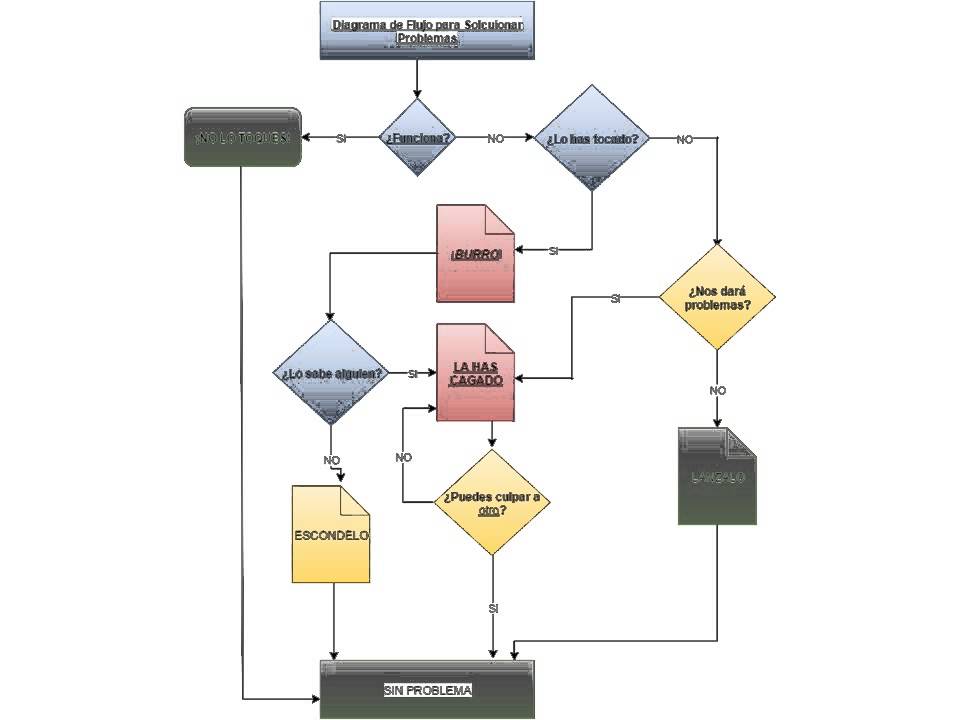 Diagrama de Flujo para Solcuionar
Problemas
¡NO LO TOQUES!
SI
¿Funciona?
NO
¿Lo has tocado?
NO
¡BURRO!
SI
¿Nos dará
problemas?
SI
¿Lo sabe alguien?
SI
LA HAS
CAGADO
NO
NO
NO
LANZALO
¿Puedes culpar a
otro?
ESCONDELO
SI
SIN PROBLEMA